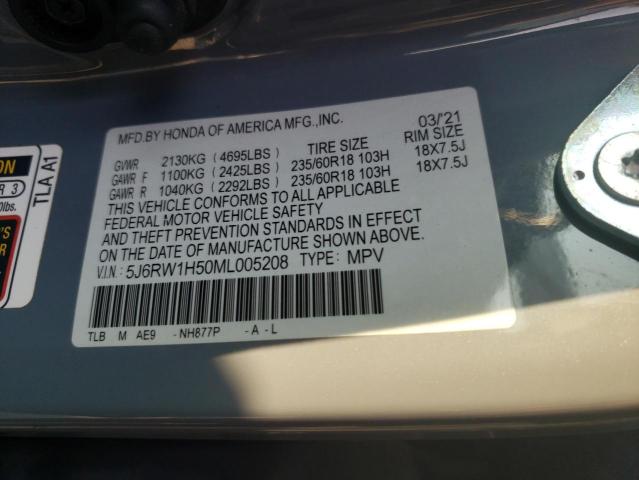 MFD.BY HONDA OF AMERICA MFG.,INC. 03/'21
TIRE SIZE RIM SIZE
GVWR 2130KG (4695LBS)
GAWR F 1100KG (2425LBS) 235/60R18 103H 18X7.5J
GAWR R 1040KG (2292LBS) 235/60R18 103H 18X7.5J
THIS VEHICLE CONFORMS TO ALL APPLICABLE
FEDERAL MOTOR VEHICLE SAFETY
AND THEFT PREVENTION STANDARDS IN EFFECT
ON THE DATE OF MANUFACTURE SHOWN ABOVE.
V.I.N: 5J6RW1H50ML005208 TYPE: MPV
TLB M AE9 -NH877P -A -L
TLA A1
ON
R 3
0lbs.
'S
R